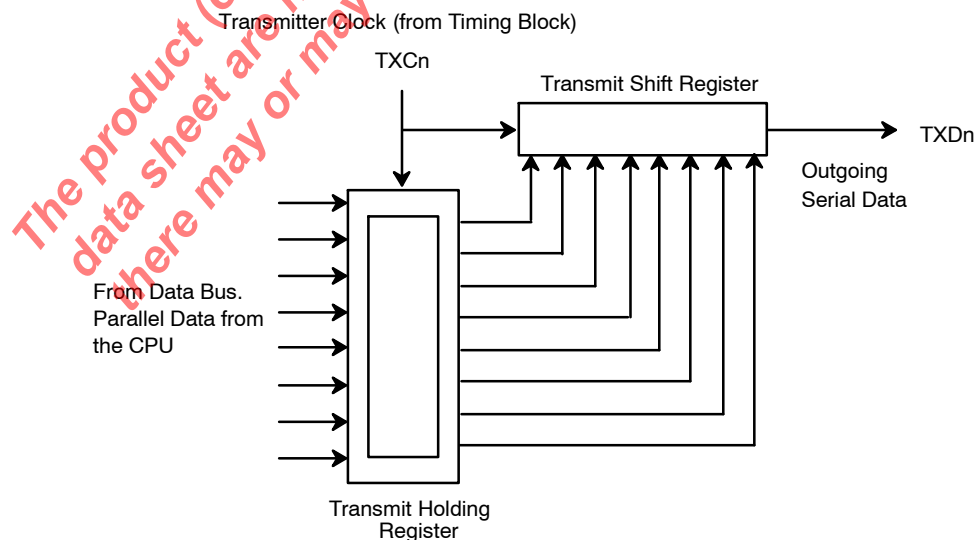 Transmitter Clock (from Timing Block)
TXCn
Transmit Shift Register
TXDn
Outgoing
Serial Data
From Data Bus.
Parallel Data from
the CPU
Transmit Holding
Register
The product (
data sheet are
there may or may